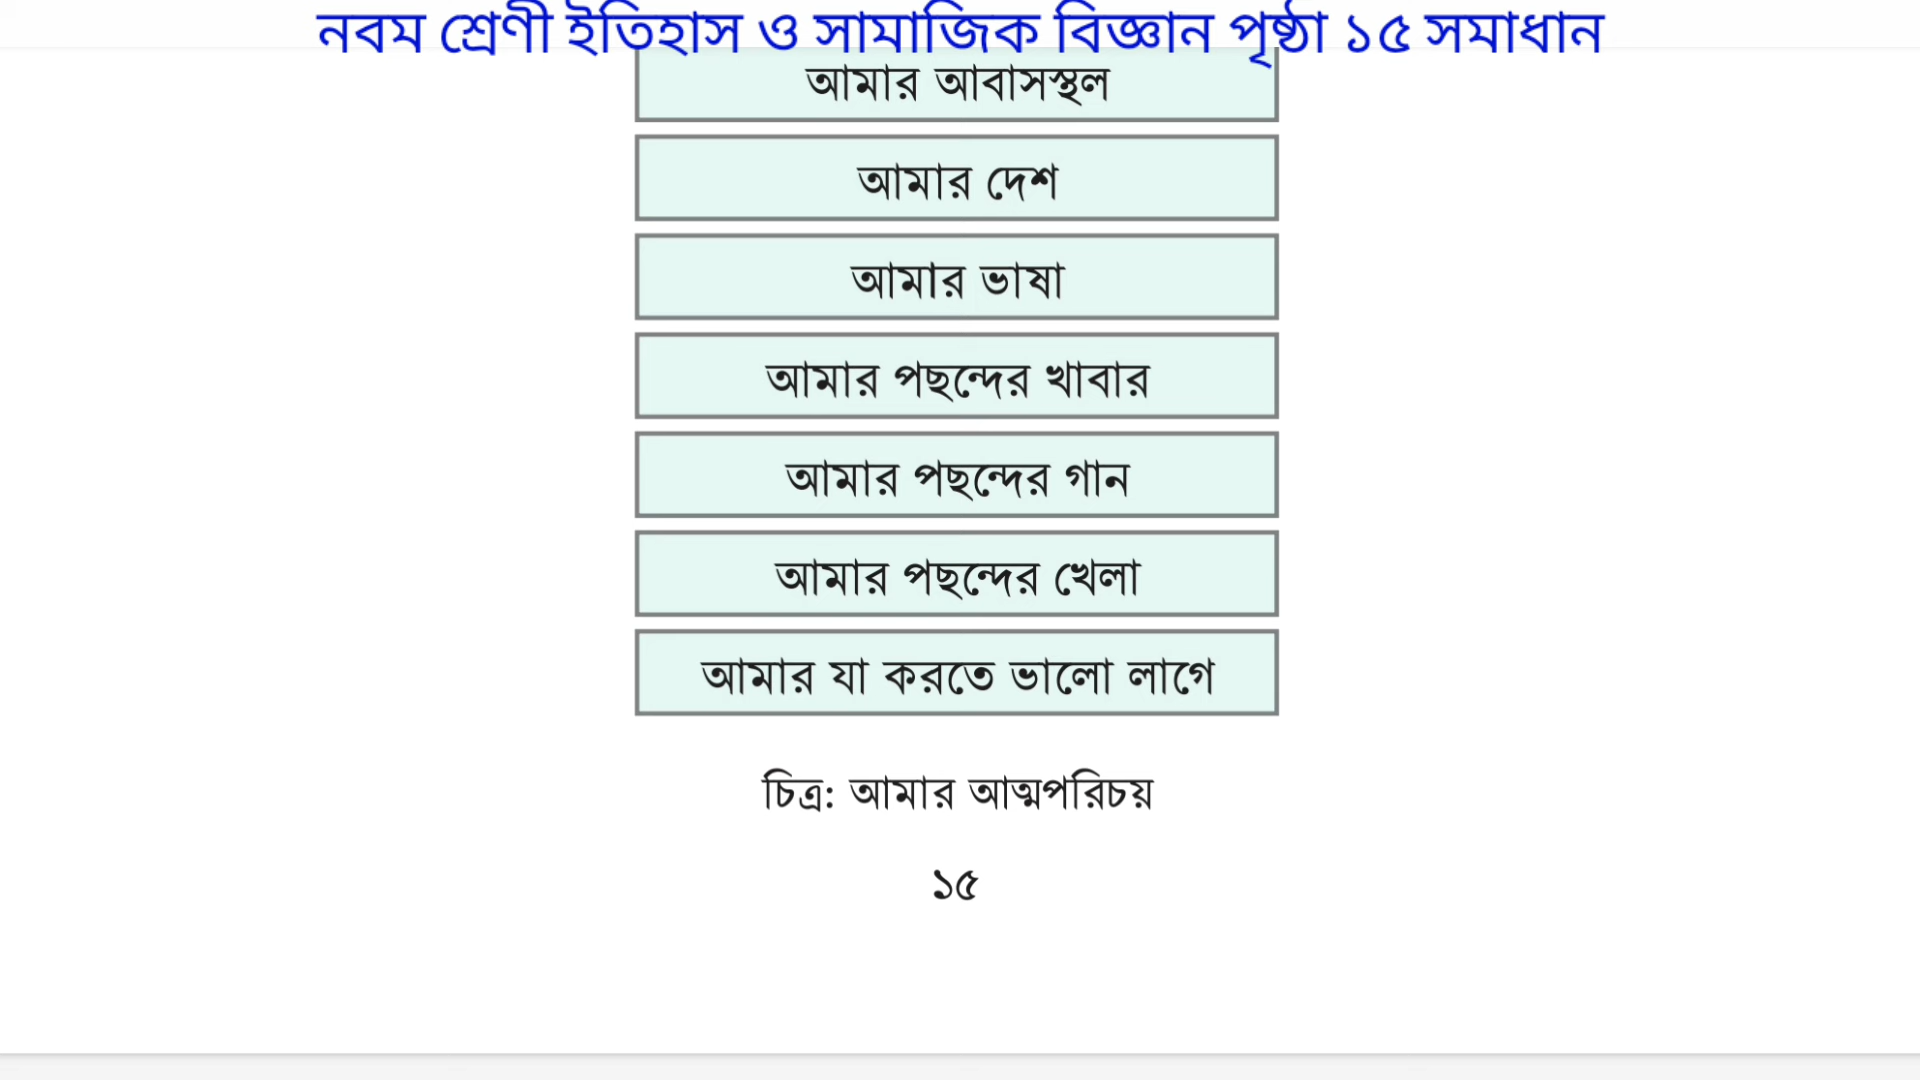 নবম শ্রেণী ইতিহাস ও সামাজিক বিজ্ঞান পৃষ্ঠা ১৫ সমাধান
আমার আবাসস্থল
আমার দেশ
আমার ভাষা
আমার পছন্দের খাবার
আমার পছন্দের গান
আমার পছন্দের খেলা
আমার যা করতে ভালো লাগে
চিত্র: আমার আত্মপরিচয়
১৫